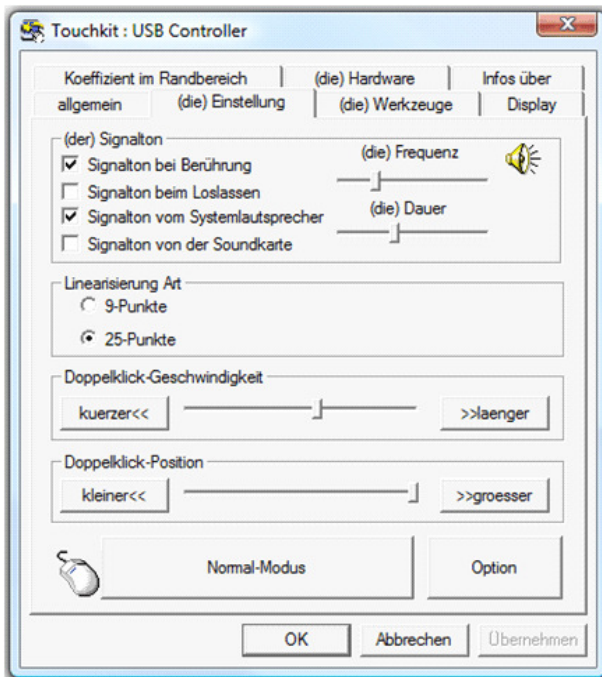 Touchkit : USB Controller
Koeffizient im Randbereich (die) Hardware Infos über
allgemein (die) Einstellung (die) Werkzeuge Display
(der) Signalton
Signalton bei Berührung
Signalton beim Loslassen
Signalton vom Systemlautsprecher
Signalton von der Soundkarte
(die) Frequenz
(die) Dauer
Linearisierung Art
9-Punkte
25-Punkte
Doppelklick-Geschwindigkeit
kuerzer<< >>laenger
Doppelklick-Position
kleiner<< >>groesser
Normal-Modus Option
OK Abbrechen Übernehmen